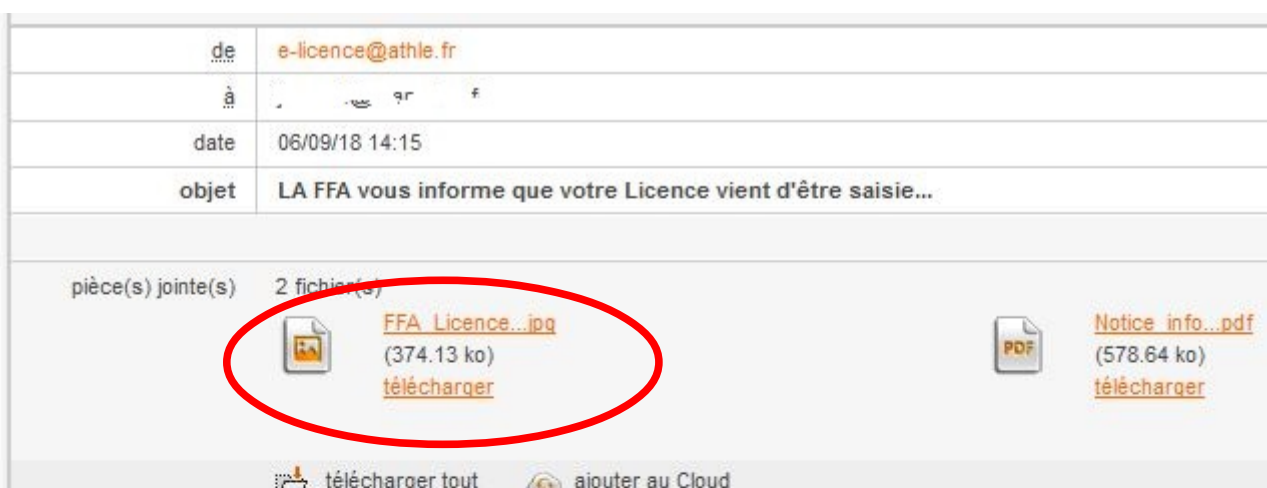 de e-licence@athle.fr
à
date 06/09/18 14:15
objet LA FFA vous informe que votre Licence vient d'être saisie...
pièce(s) jointe(s) 2 fichier(s)
FFA_Licence...jpg Notice_info...pdf
(374.13 ko) PDF (578.64 ko)
télécharger télécharger
télécharger tout ajouter au Cloud